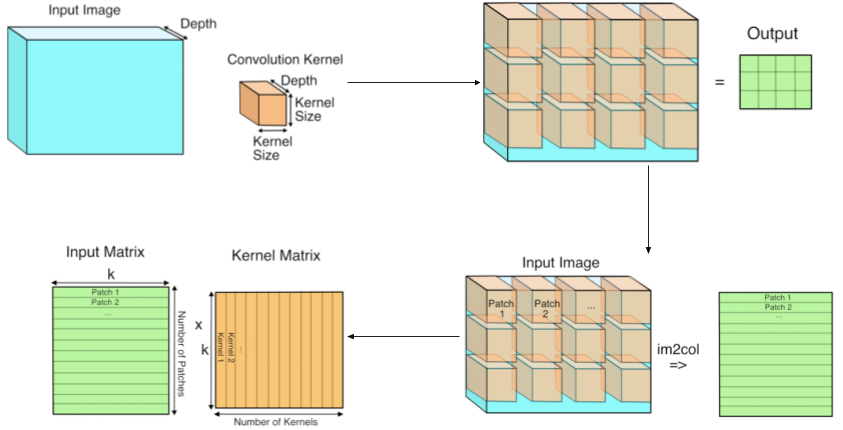 Input Image
Depth
Convolution Kernel
Depth
Kernel
Size
Kernel
Size
=
Output
Input Matrix
k
Patch 1
Patch 2
...
Number of Patches
Kernel Matrix
x
k
Kernel 1
Kernel 2
...
Number of Kernels
Input Image
Patch
1
Patch
2
...
im2col
=>
Patch 1
Patch 2
...